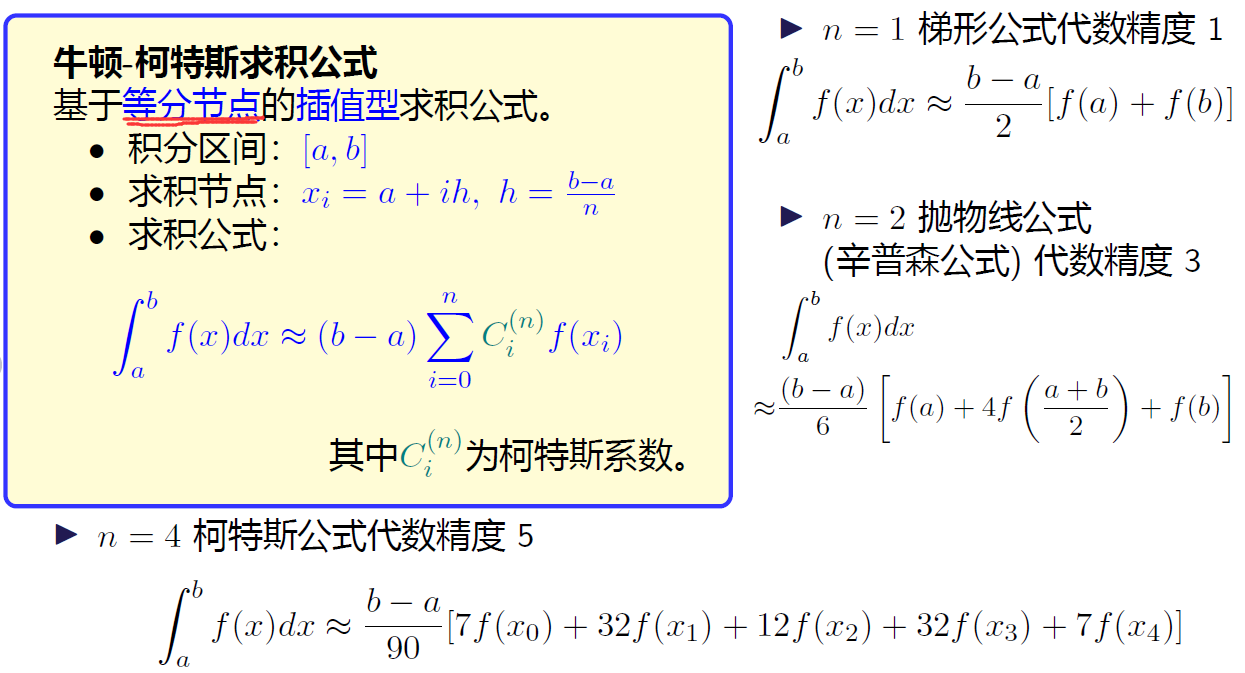 牛顿-柯特斯求积公式
基于等分节点的插值型求积公式。
• 积分区间：[a, b]
• 求积节点：x_i = a + ih, h = \frac{b-a}{n}
• 求积公式：
\int_a^b f(x)dx ≈ (b − a) \sum_{i=0}^{n} C_i^{(n)} f(x_i)
其中C_i^{(n)}为柯特斯系数。
▶ n = 1 梯形公式代数精度 1
\int_a^b f(x)dx ≈ \frac{b − a}{2}[f(a) + f(b)]
▶ n = 2 抛物线公式
(辛普森公式) 代数精度 3
\int_a^b f(x)dx
≈\frac{(b − a)}{6} \left[f(a) + 4f\left(\frac{a + b}{2}\right) + f(b)\right]
▶ n = 4 柯特斯公式代数精度 5
\int_a^b f(x)dx ≈ \frac{b − a}{90}[7f(x_0) + 32f(x_1) + 12f(x_2) + 32f(x_3) + 7f(x_4)]